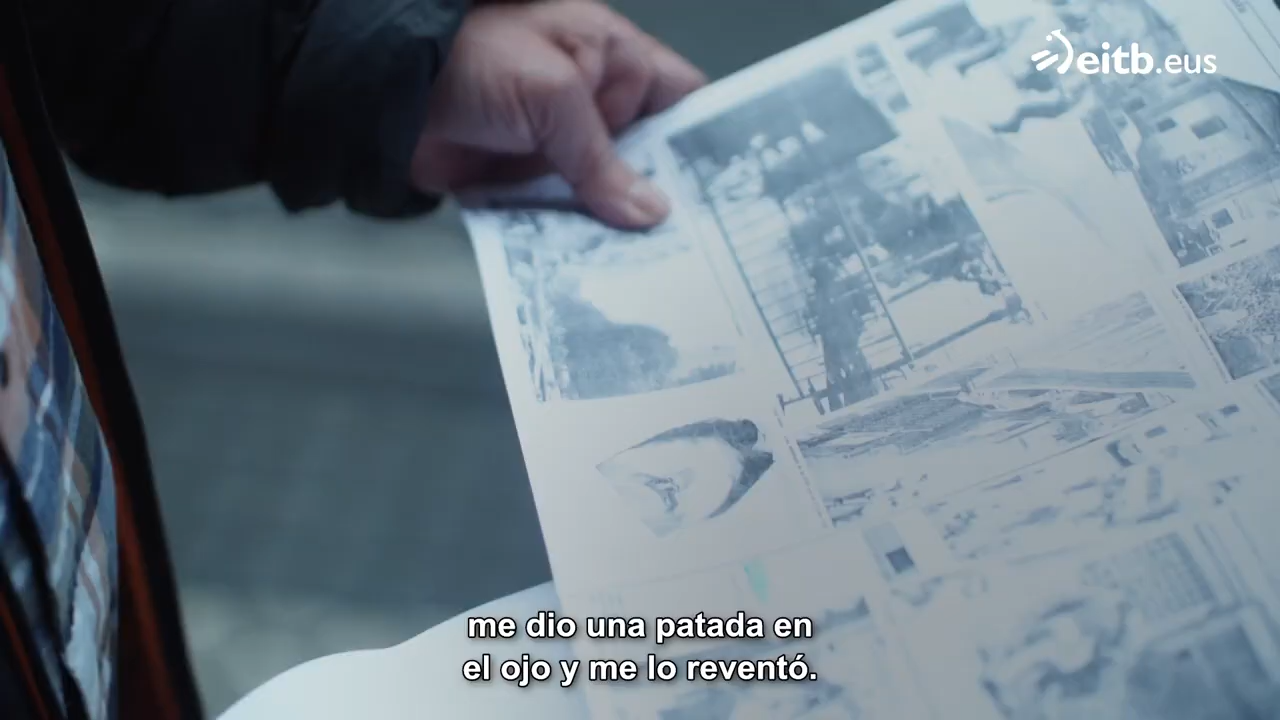 eitb.eus
me dio una patada en
el ojo y me lo reventó.